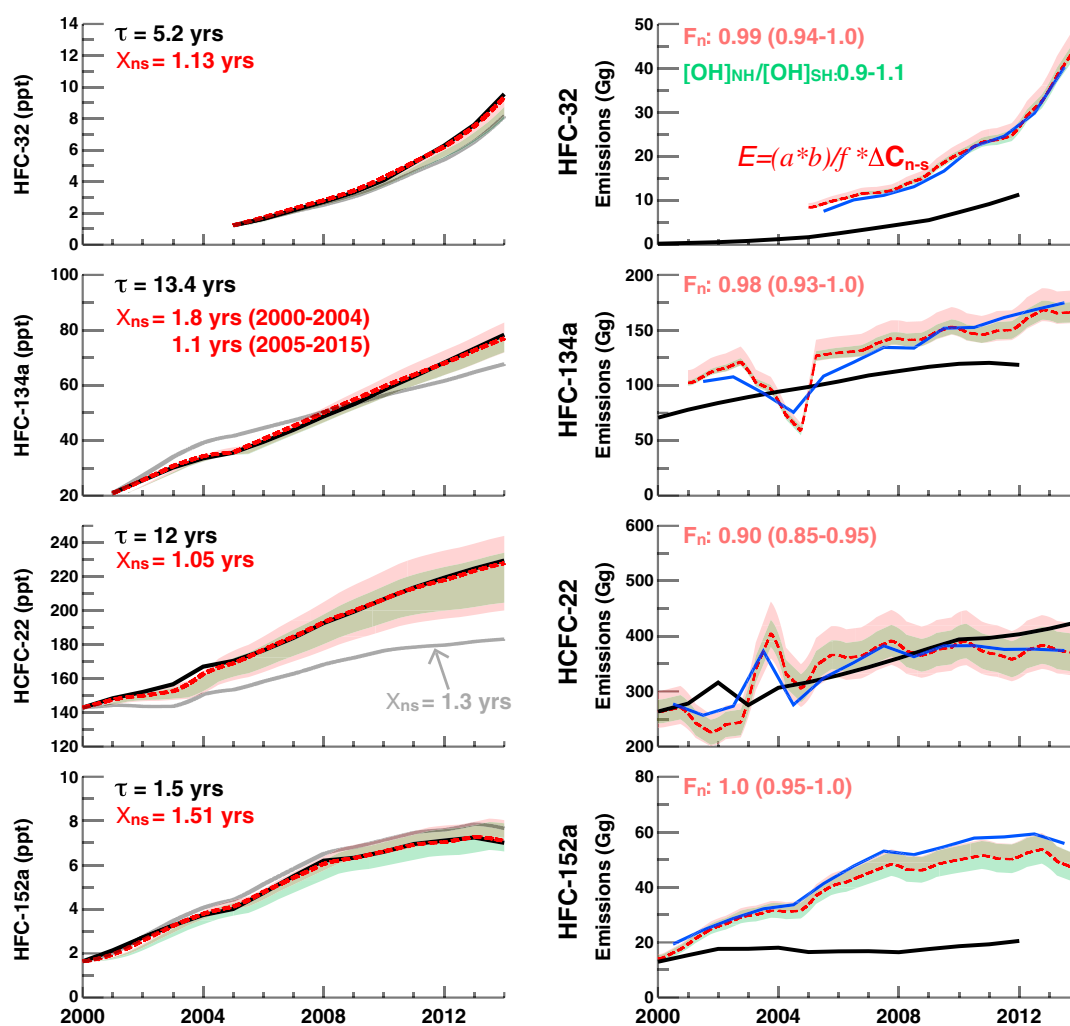 14
12
10
8
6
4
2
0
HFC-32 (ppt)
τ = 5.2 yrs
Xns = 1.13 yrs
50
40
30
20
10
0
HFC-32
Emissions (Gg)
Fn: 0.99 (0.94-1.0)
[OH]NH/[OH]SH:0.9-1.1
E=(a*b)/f *ΔCn-s
100
80
60
40
20
HFC-134a (ppt)
τ = 13.4 yrs
Xns = 1.8 yrs (2000-2004)
1.1 yrs (2005-2015)
200
150
100
50
0
HFC-134a
Emissions (Gg)
Fn: 0.98 (0.93-1.0)
240
220
200
180
160
140
120
HCFC-22 (ppt)
τ = 12 yrs
Xns = 1.05 yrs
Xns = 1.3 yrs
600
500
400
300
200
HCFC-22
Emissions (Gg)
Fn: 0.90 (0.85-0.95)
10
8
6
4
2
0
HFC-152a (ppt)
τ = 1.5 yrs
Xns = 1.51 yrs
2000 2004 2008 2012
80
60
40
20
0
HFC-152a
Emissions (Gg)
Fn: 1.0 (0.95-1.0)
2000 2004 2008 2012